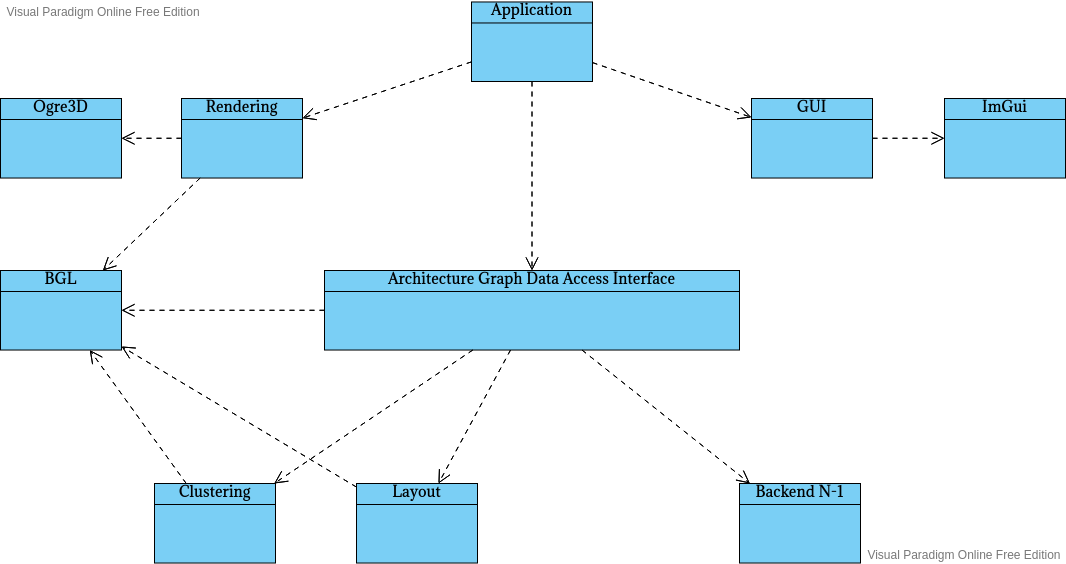 Visual Paradigm Online Free Edition
Application
Ogre3D
Rendering
GUI
ImGui
BGL
Architecture Graph Data Access Interface
Clustering
Layout
Backend N-1
Visual Paradigm Online Free Edition